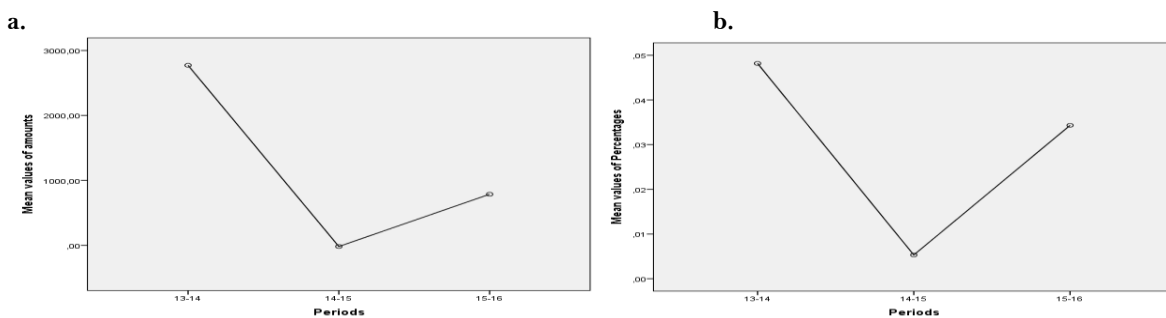 a.
Mean values of amounts
3000,00
2000,00
1000,00
,00
13-14
14-15
15-16
Periods
b.
Mean values of Percentages
,05
,04
,03
,02
,01
,00
13-14
14-15
15-16
Periods